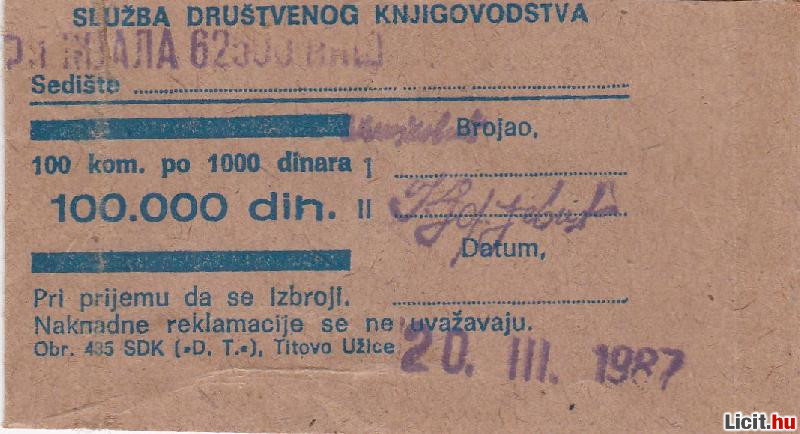 SLUŽBA DRUŠTVENOG KNJIGOVODSTVA
62500
Sedište
Brojao,
100 kom. po 1000 dinara I
100.000 din. II
Datum,
Pri prijemu da se izbroji.
Naknadne reklamacije se ne uvažavaju.
Obr. 435 SDK (»D. T.«), Titovo Užice
20. III. 1987
Licit.hu